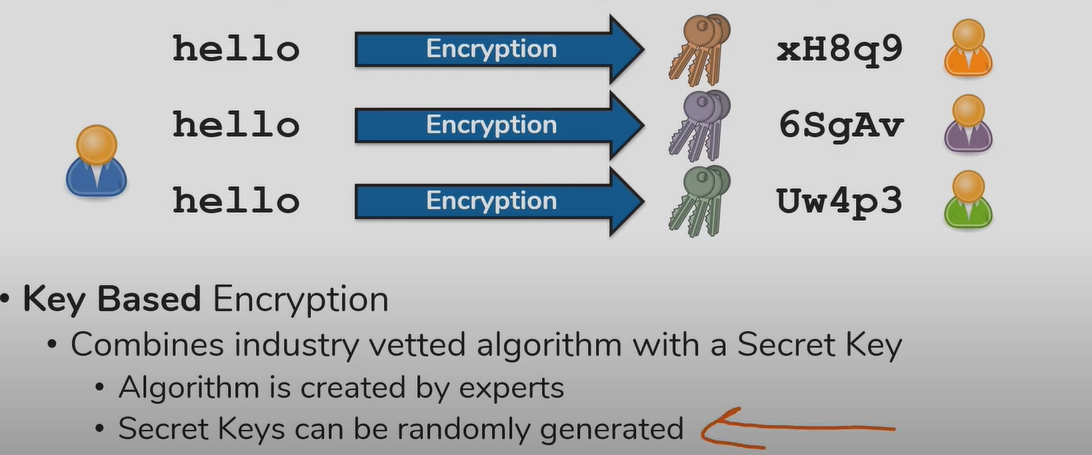 hello Encryption xH8q9
hello Encryption 6SgAv
hello Encryption Uw4p3
• Key Based Encryption
• Combines industry vetted algorithm with a Secret Key
• Algorithm is created by experts
• Secret Keys can be randomly generated